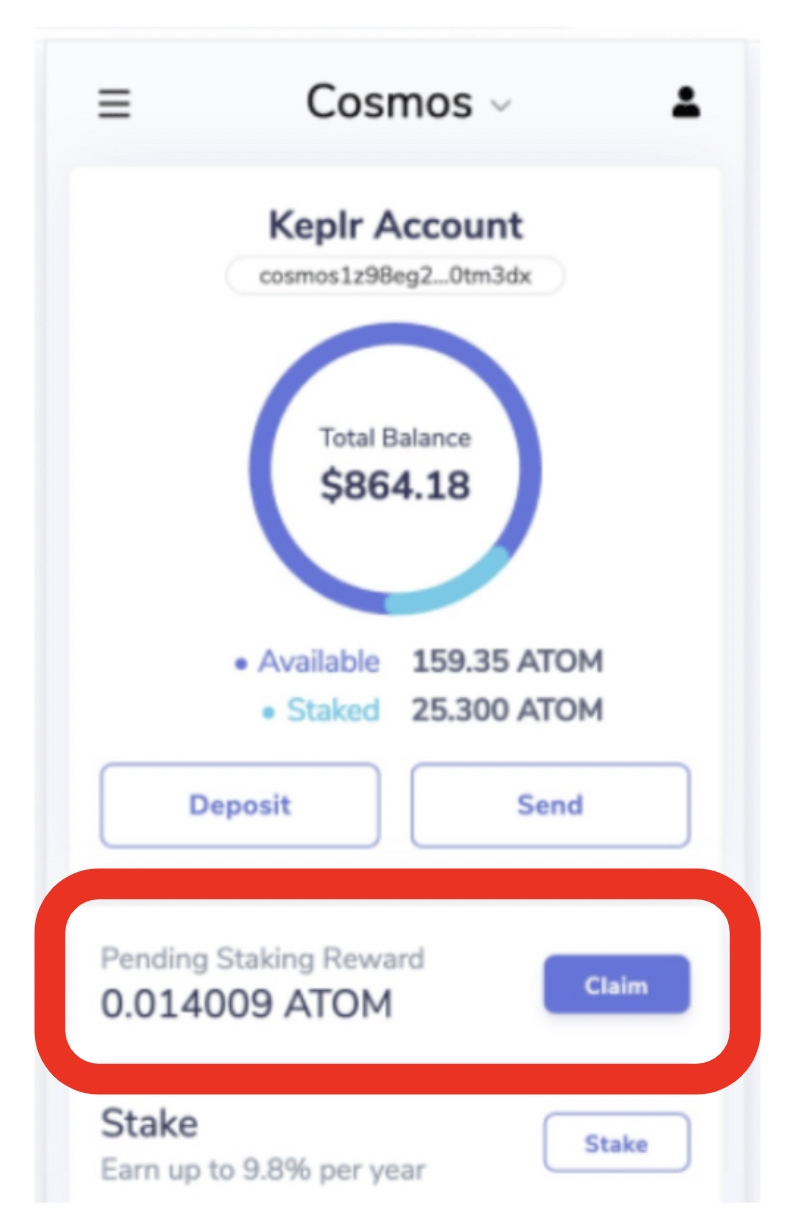 Cosmos
Keplr Account
cosmos1z98eg2...0tm3dx
Total Balance
$864.18
Available 159.35 ATOM
Staked 25.300 ATOM
Deposit Send
Pending Staking Reward
0.014009 ATOM Claim
Stake
Earn up to 9.8% per year Stake